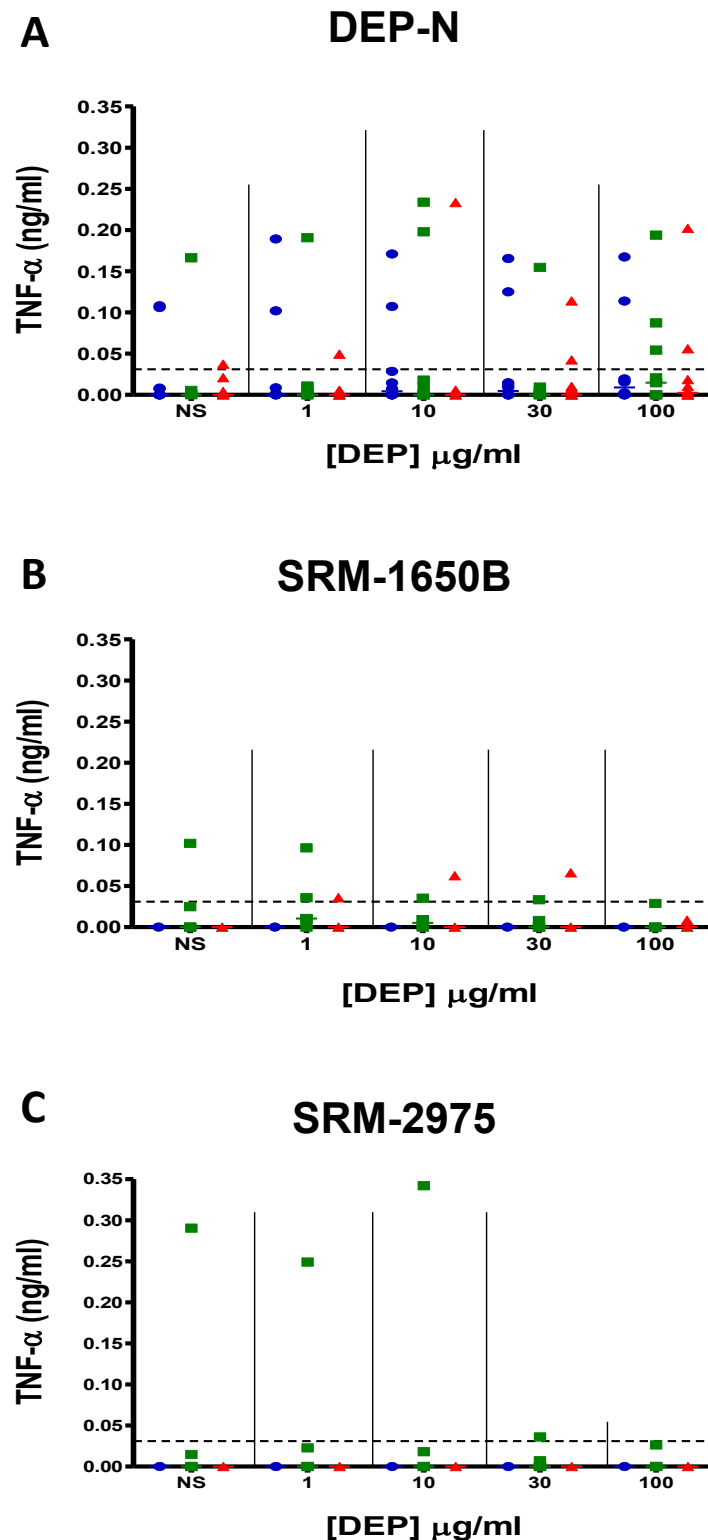 A
DEP-N
TNF-α (ng/ml)
0.35
0.30
0.25
0.20
0.15
0.10
0.05
0.00
NS 1 10 30 100
[DEP] μg/ml
B
SRM-1650B
TNF-α (ng/ml)
0.35
0.30
0.25
0.20
0.15
0.10
0.05
0.00
NS 1 10 30 100
[DEP] μg/ml
C
SRM-2975
TNF-α (ng/ml)
0.35
0.30
0.25
0.20
0.15
0.10
0.05
0.00
NS 1 10 30 100
[DEP] μg/ml